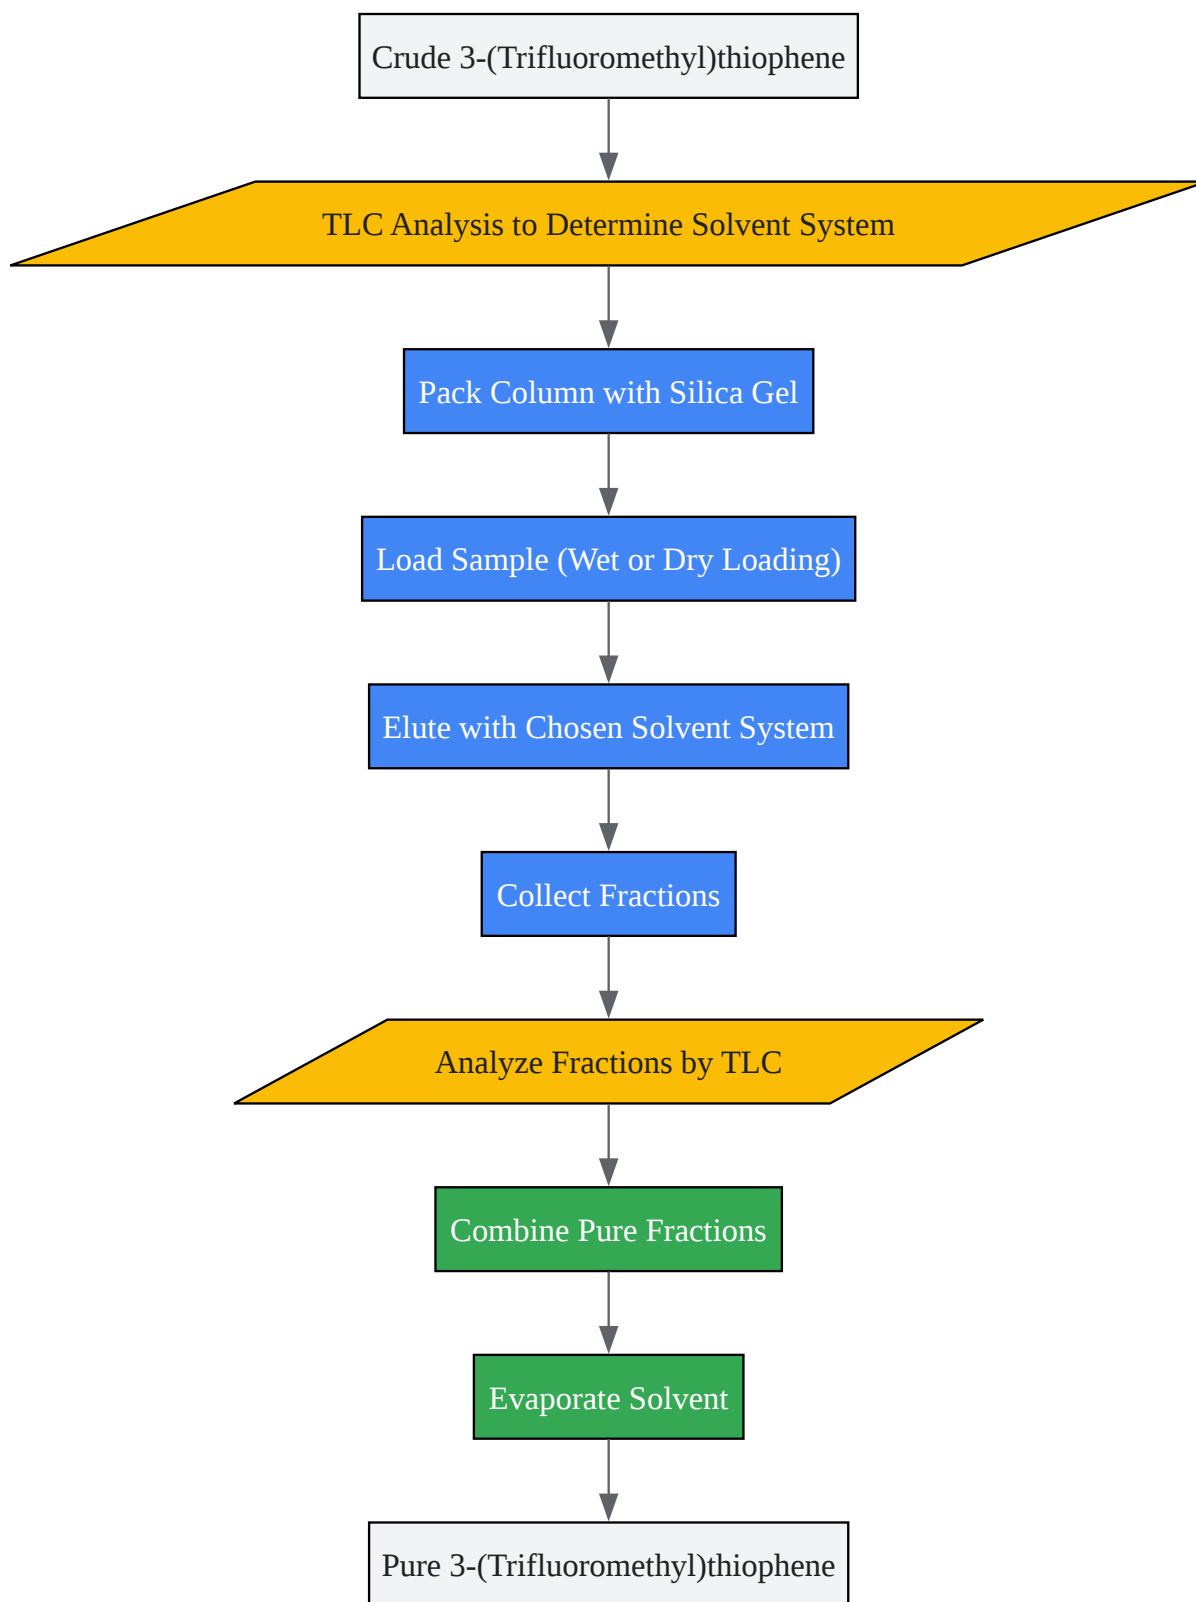 Crude 3-(Trifluoromethyl)thiophene
TLC Analysis to Determine Solvent System
Pack Column with Silica Gel
Load Sample (Wet or Dry Loading)
Elute with Chosen Solvent System
Collect Fractions
Analyze Fractions by TLC
Combine Pure Fractions
Evaporate Solvent
Pure 3-(Trifluoromethyl)thiophene